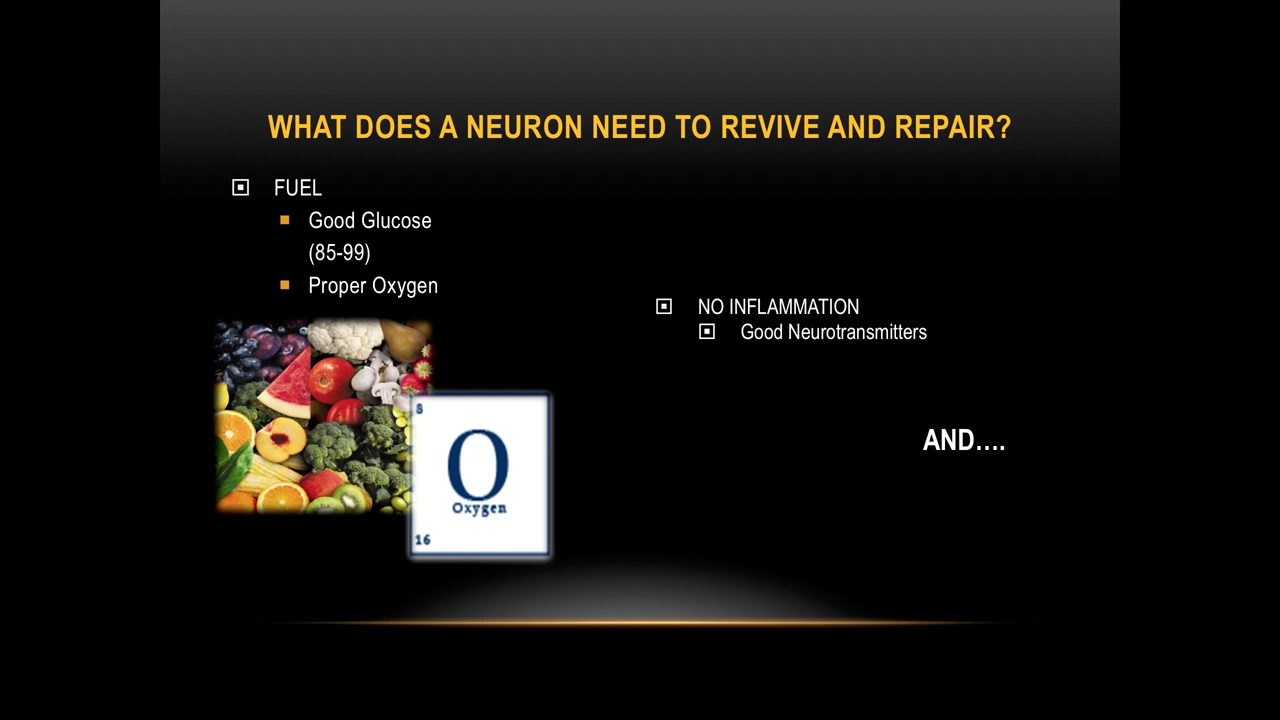 WHAT DOES A NEURON NEED TO REVIVE AND REPAIR?
FUEL
Good Glucose
(85-99)
Proper Oxygen
NO INFLAMMATION
Good Neurotransmitters
AND....
8
O
Oxygen
16